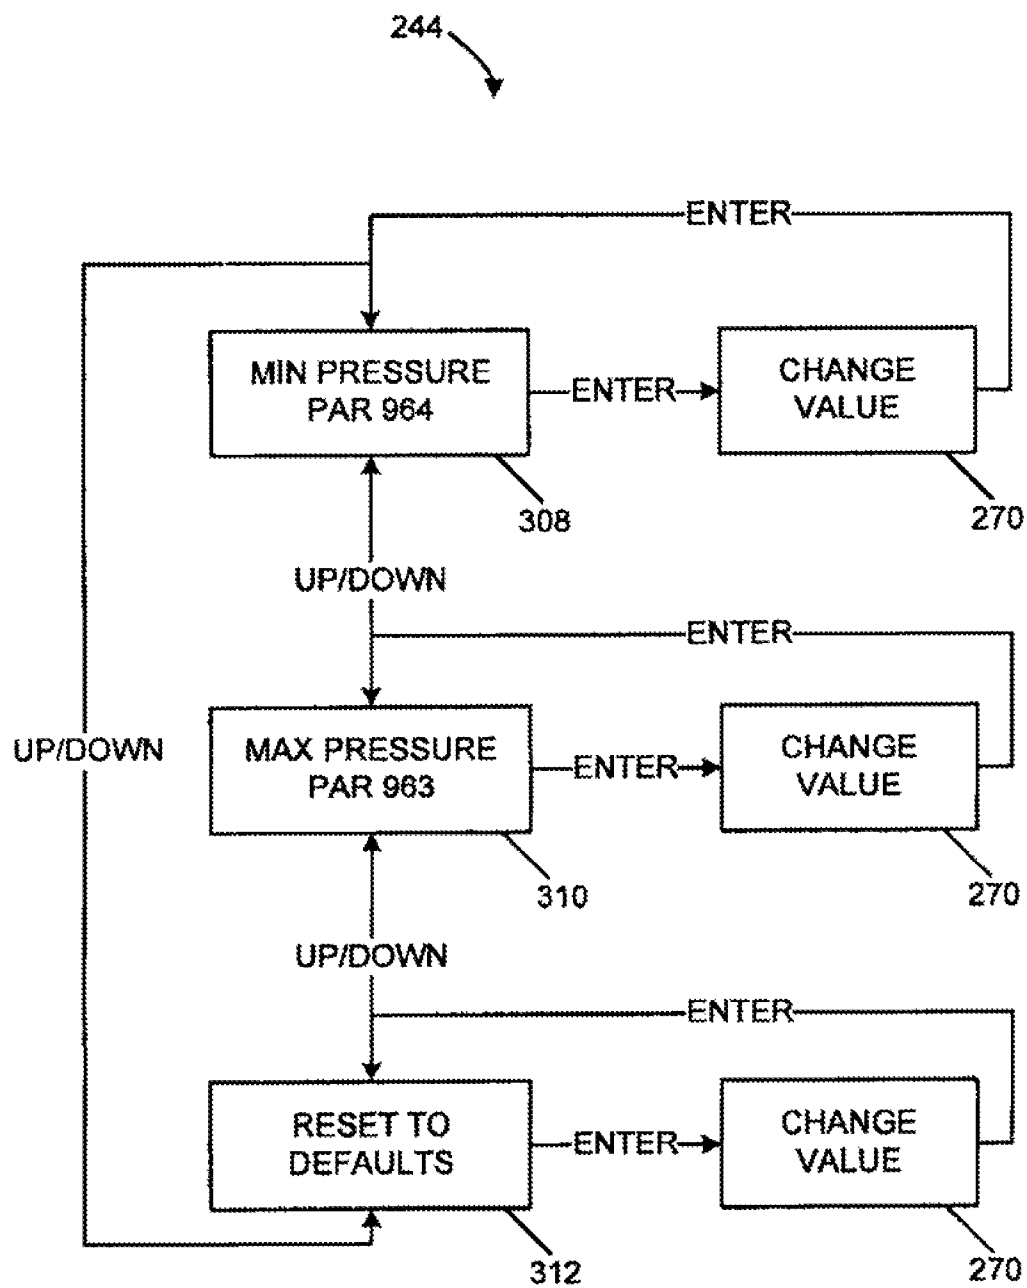 244
ENTER
MIN PRESSURE
PAR 964
ENTER
CHANGE
VALUE
308
270
UP/DOWN
ENTER
UP/DOWN
MAX PRESSURE
PAR 963
ENTER
CHANGE
VALUE
310
270
UP/DOWN
ENTER
RESET TO
DEFAULTS
ENTER
CHANGE
VALUE
312
270